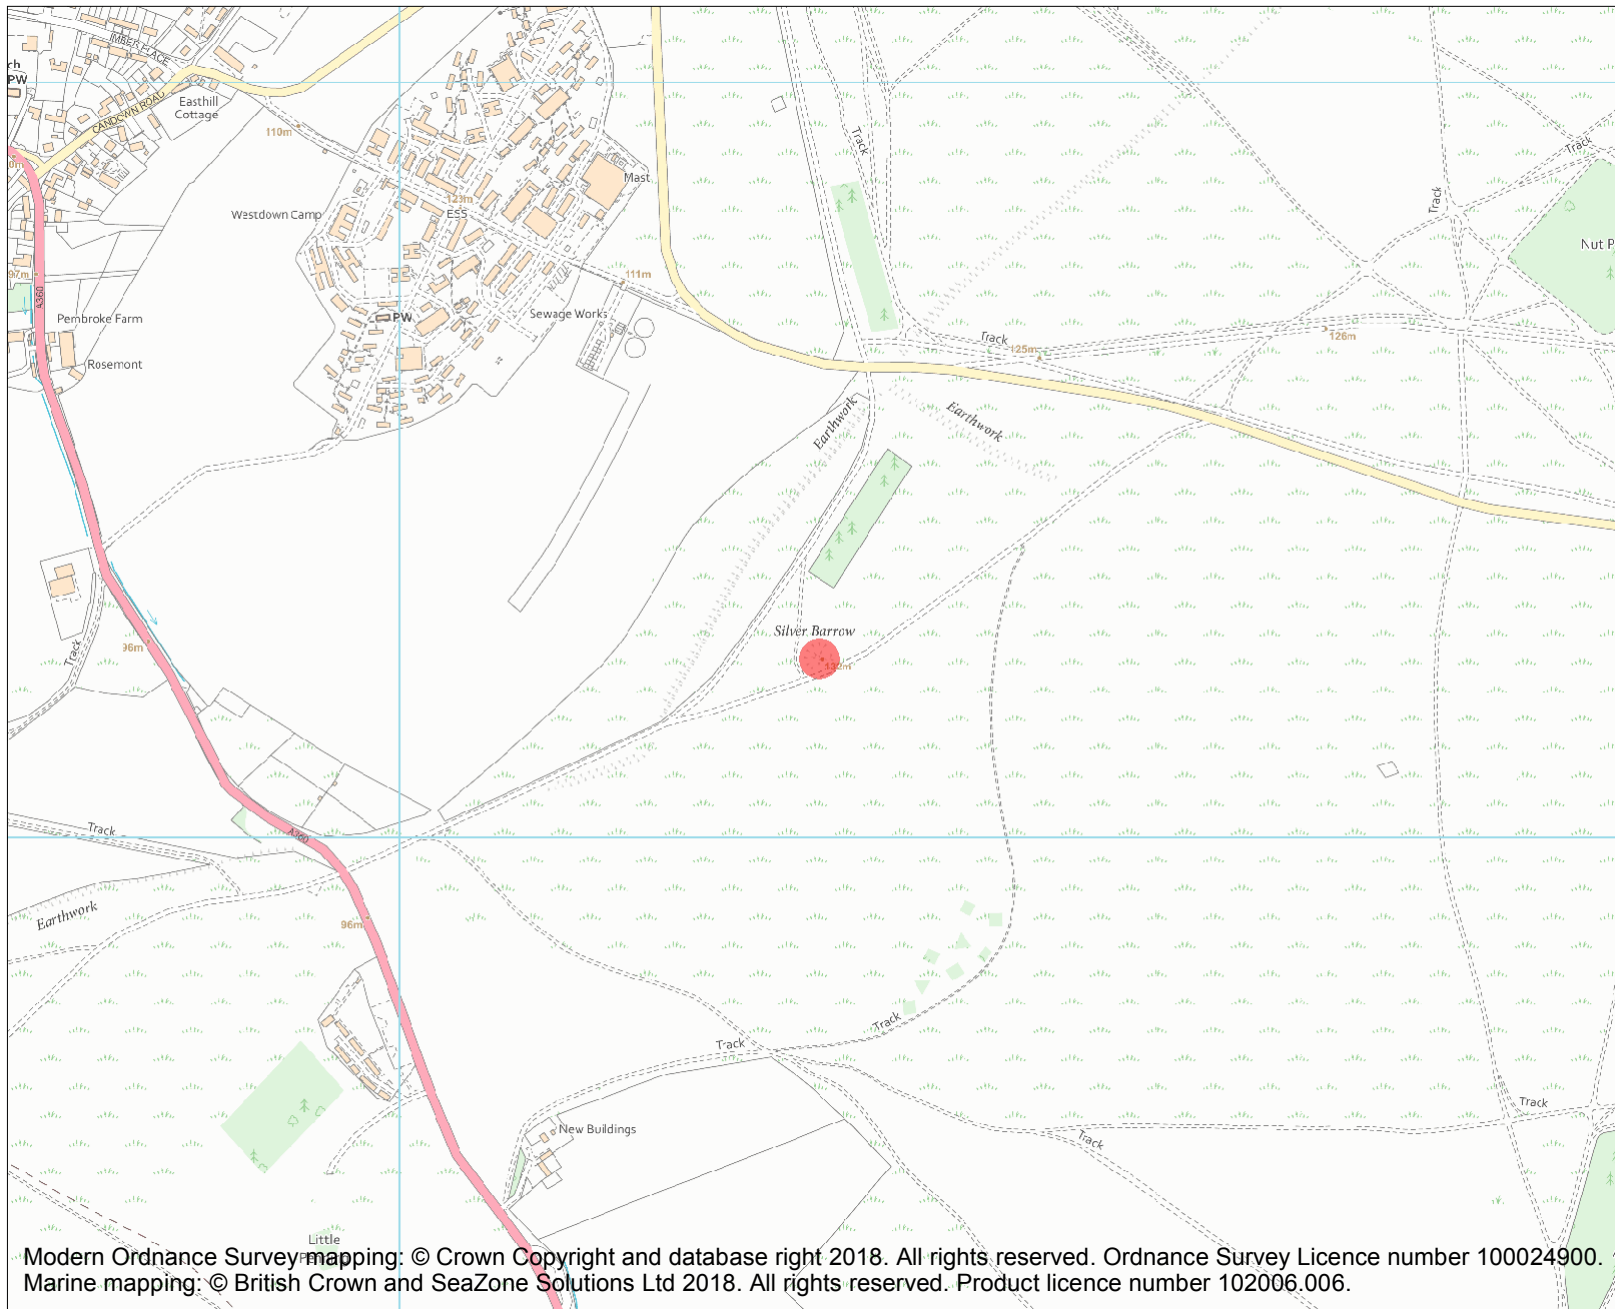 IMBER PLACE
ch
PW
CANDOWN ROAD
Easthill
Cottage
110m
Mast
Track
Track
Westdown Camp
123m
ESS
Track
Nut P
97m
A360
111m
Pembroke Farm
PW
Sewage Works
Rosemont
Track
125m
126m
Earthwork
Earthwork
Silver Barrow
132m
Track
96m
Track
A360
Earthwork
96m
Track
Track
Track
Track
New Buildings
Little
Modern Ordnance Survey mapping: © Crown Copyright and database right 2018. All rights reserved. Ordnance Survey Licence number 100024900.
Marine mapping: © British Crown and SeaZone Solutions Ltd 2018. All rights reserved. Product licence number 102006.006.